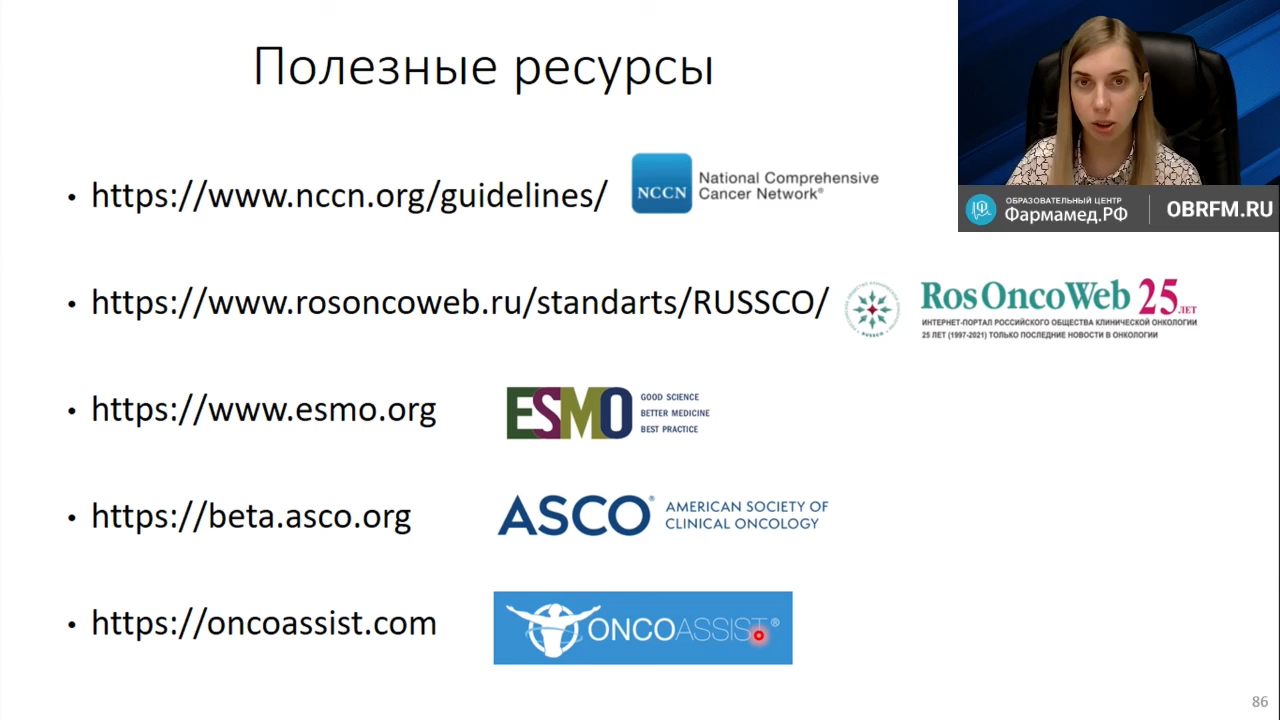 Полезные ресурсы
ОБРАЗОВАТЕЛЬНЫЙ ЦЕНТР
Фармамед.РФ
OBRFM.RU
• https://www.nccn.org/guidelines/
NCCN
National Comprehensive
Cancer Network®
• https://www.rosoncoweb.ru/standarts/RUSSCO/
RUSSCO
RosOncoWeb 25 ЛЕТ
ИНТЕРНЕТ-ПОРТАЛ РОССИЙСКОГО ОБЩЕСТВА КЛИНИЧЕСКОЙ ОНКОЛОГИИ
25 ЛЕТ (1997-2021) ТОЛЬКО ПОСЛЕДНИЕ НОВОСТИ В ОНКОЛОГИИ
• https://www.esmo.org
ESMO
GOOD SCIENCE
BETTER MEDICINE
BEST PRACTICE
• https://beta.asco.org
ASCO®
AMERICAN SOCIETY OF
CLINICAL ONCOLOGY
• https://oncoassist.com
ONCOASSIST®
86